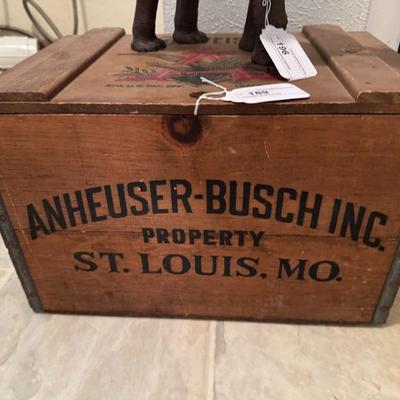 196
189
ANHEUSER-BUSCH INC.
PROPERTY
ST. LOUIS, MO.